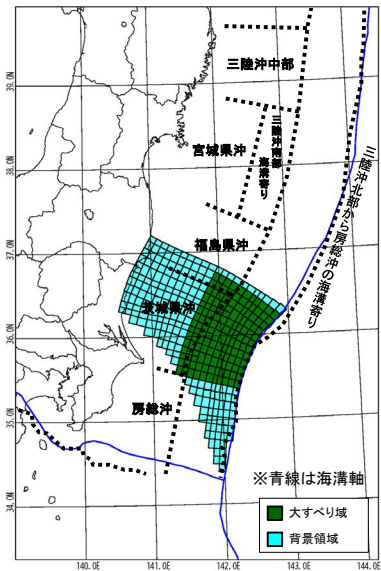 三陸沖中部
三陸沖南部
海溝寄り
宮城県沖
三陸沖北部から房総沖の海溝寄り
福島県沖
茨城県沖
房総沖
※青線は海溝軸
大すべり域
背景領域
39.0N
38.0N
37.0N
36.0N
35.0N
34.0N
140.0E
141.0E
142.0E
143.0E
144.0E